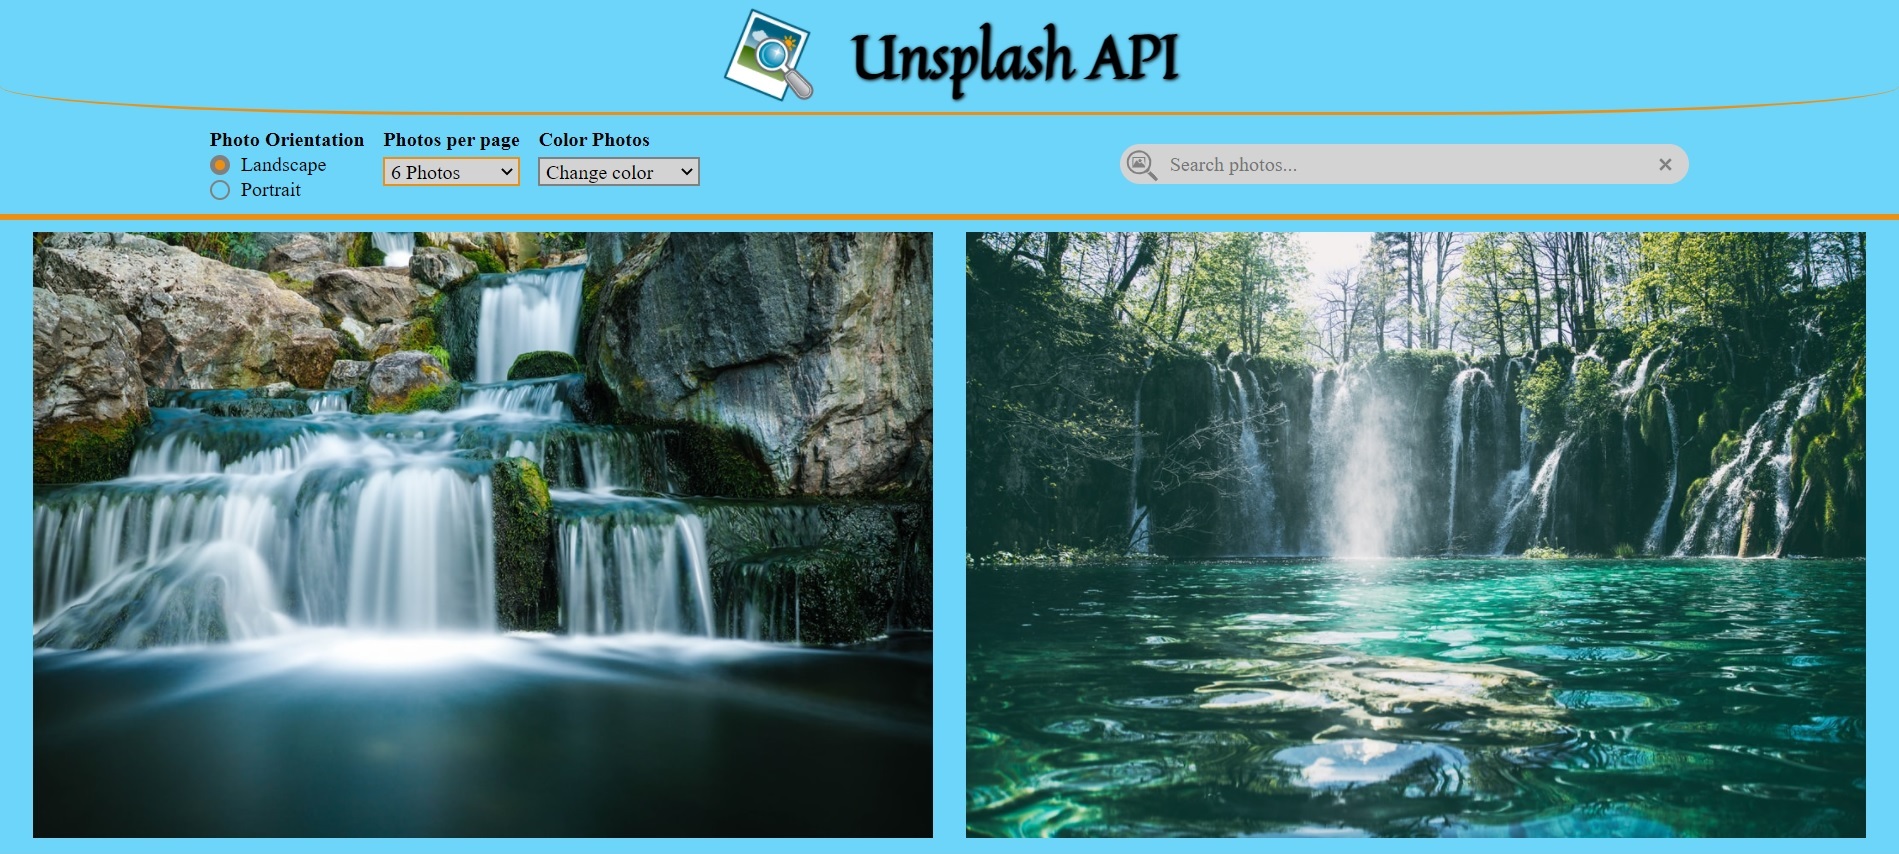 Unsplash API
Photo Orientation
Landscape
Portrait
Photos per page
6 Photos
Color Photos
Change color
Search photos...